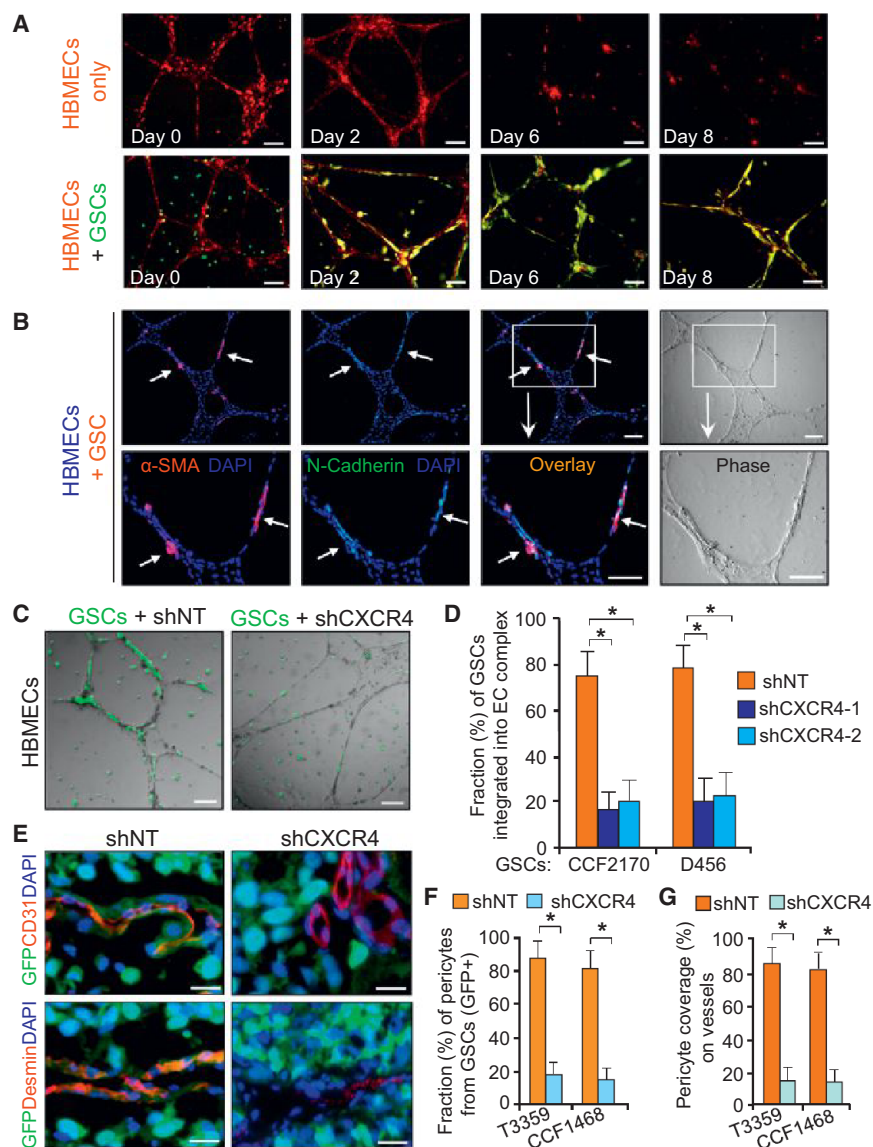 A
HBMECs only
Day 0
Day 2
Day 6
Day 8
HBMECs + GSCs
Day 0
Day 2
Day 6
Day 8
B
HBMECs + GSC
α-SMA DAPI
N-Cadherin DAPI
Overlay
Phase
C
GSCs + shNT
GSCs + shCXCR4
HBMECs
D
Fraction (%) of GSCs
integrated into EC complex
100
80
60
40
20
0
* * * *
shNT
shCXCR4-1
shCXCR4-2
GSCs: CCF2170 D456
E
shNT
shCXCR4
GFPCD31DAPI
GFPDesminDAPI
F
shNT shCXCR4
Fraction (%) of pericytes
from GSCs (GFP+)
100
80
60
40
20
0
* *
T3359
CCF1468
G
shNT shCXCR4
Pericyte coverage (%)
on vessels
100
80
60
40
20
0
* *
T3359
CCF1468